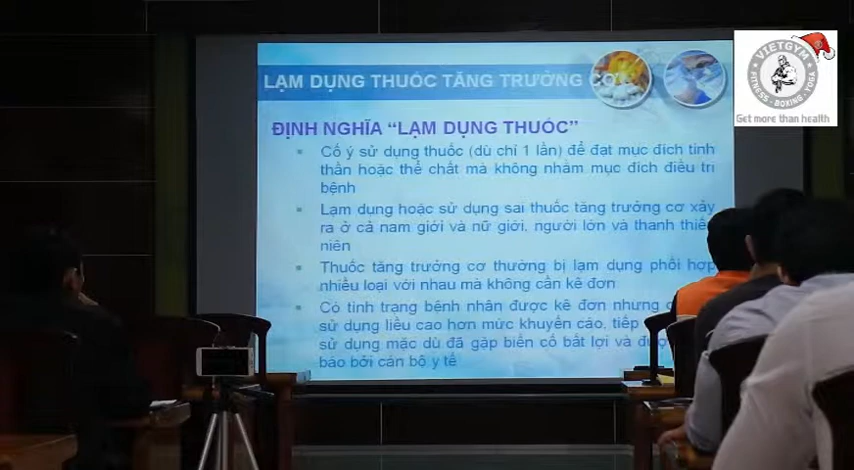 LẠM DỤNG THUỐC TĂNG TRƯỞNG CƠ
ĐỊNH NGHĨA “LẠM DỤNG THUỐC”
Cố ý sử dụng thuốc (dù chỉ 1 lần) để đạt mục đích tinh
thần hoặc thể chất mà không nhằm mục đích điều trị
bệnh
Lạm dụng hoặc sử dụng sai thuốc tăng trưởng cơ xảy
ra ở cả nam giới và nữ giới, người lớn và thanh thiếu
niên
Thuốc tăng trưởng cơ thường bị lạm dụng phối hợp
nhiều loại với nhau mà không cần kê đơn
Có tình trạng bệnh nhân được kê đơn nhưng
sử dụng liều cao hơn mức khuyến cáo, tiếp
sử dụng mặc dù đã gặp biến cố bất lợi và được
báo bởi cán bộ y tế
VIETGYM
FITNESS - BOXING - YOGA
Get more than health